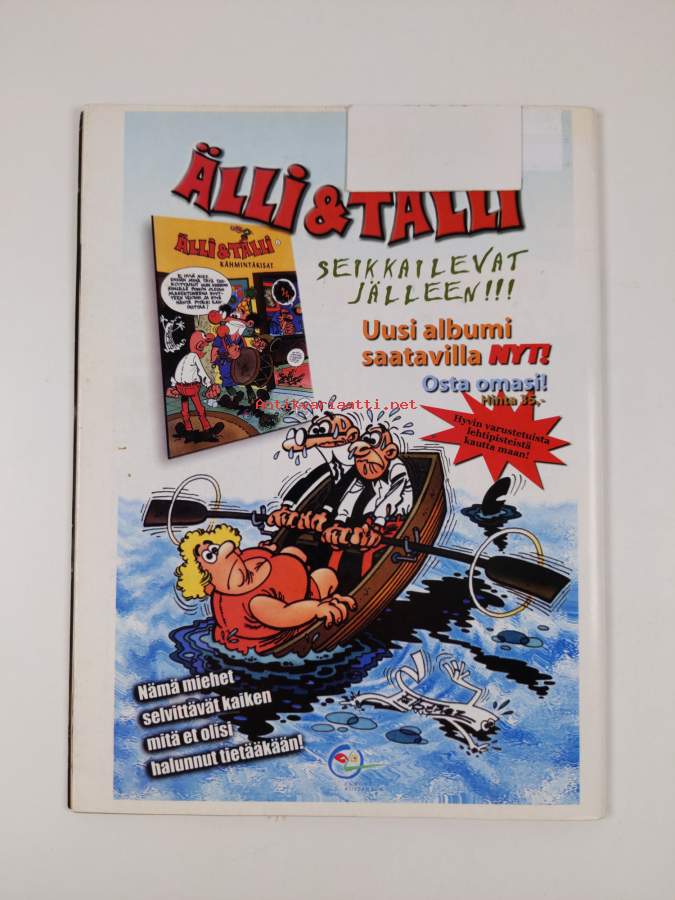 ÄLLI & TALLI
ÄLLI & TÄLLI
KÄHMINTÄKISAT
SEIKKAILEVAT
JÄLLEEN!!!
Uusi albumi
saatavilla NYT!
Osta omasi!
Hinta 35,-
Antikvariaatti.net
Hyvin varustetuista
lehtipisteistä
kautta maan!
Nämä miehet
selvittävät kaiken
mitä et olisi
halunnut tietääkään!